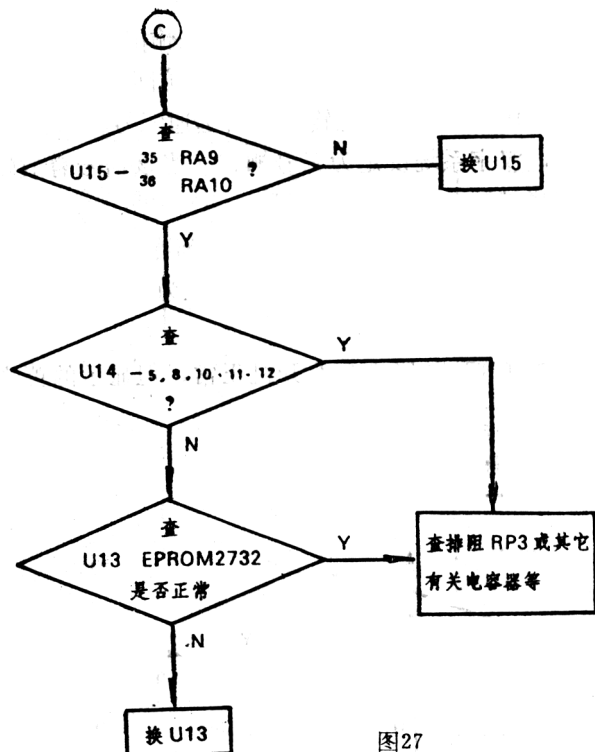 C
查
U15 – 35 RA9 ?
36 RA10
N
换 U15
Y
查
U14 – 5, 8, 10 · 11 · 12
?
Y
N
查
U13 EPROM2732
是否正常
Y
查排阻 RP3 或其它
有关电容器等
N
换 U13
图27